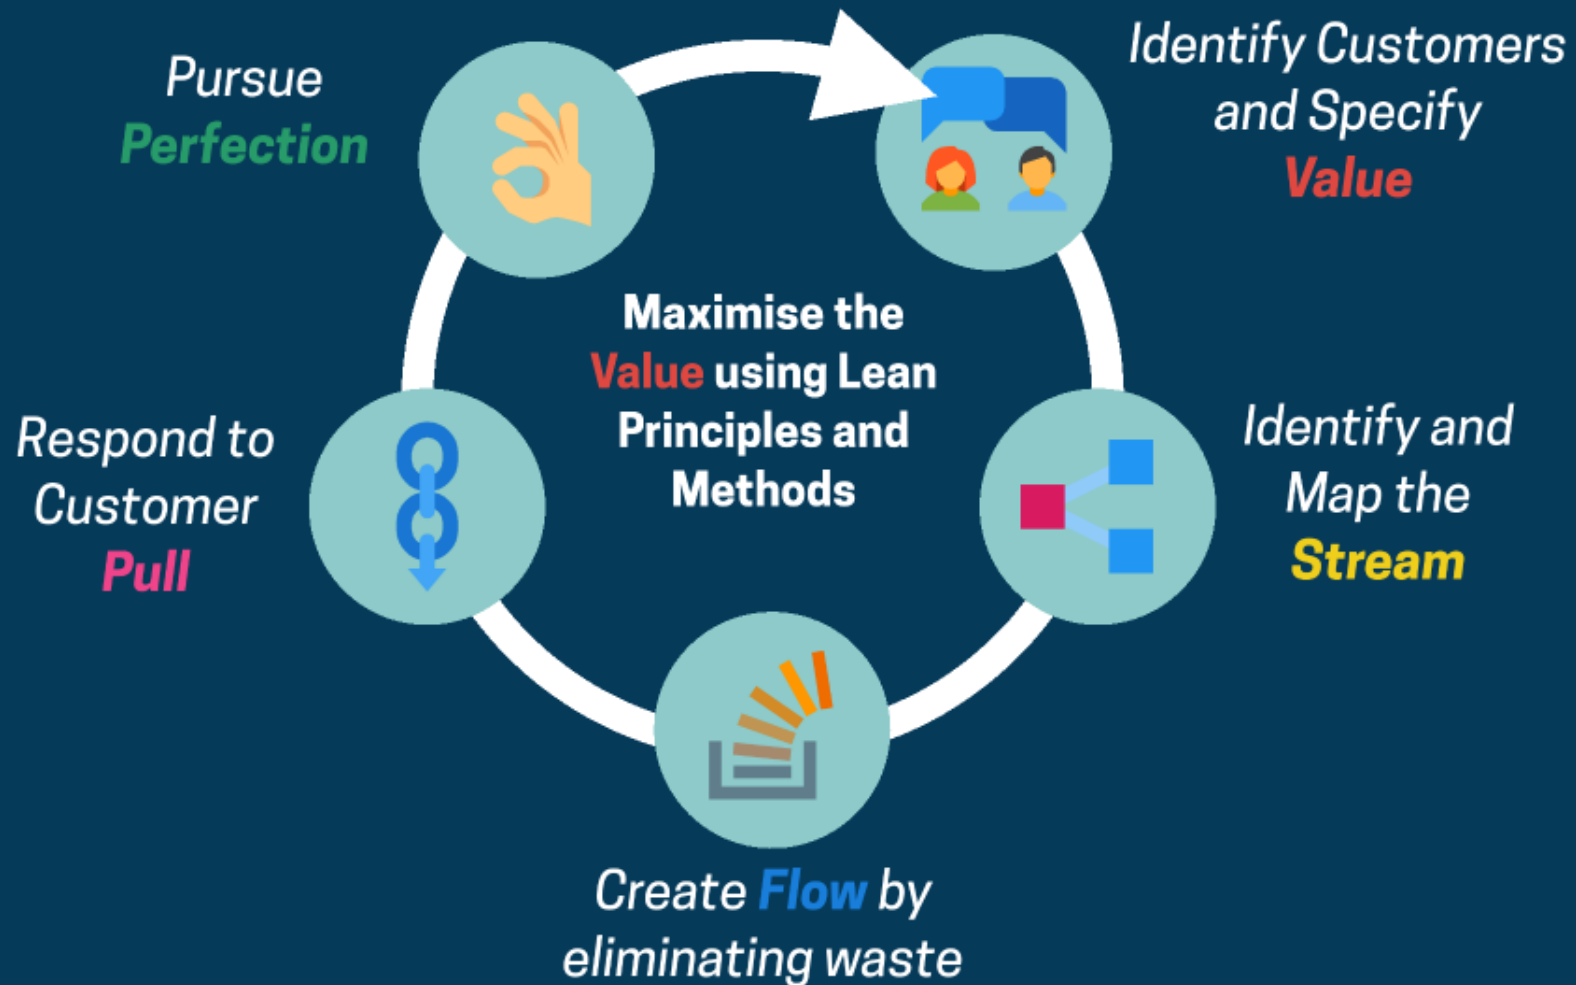 Pursue
Perfection
Identify Customers
and Specify
Value
Maximise the
Value using Lean
Principles and
Methods
Respond to
Customer
Pull
Identify and
Map the
Stream
Create Flow by
eliminating waste